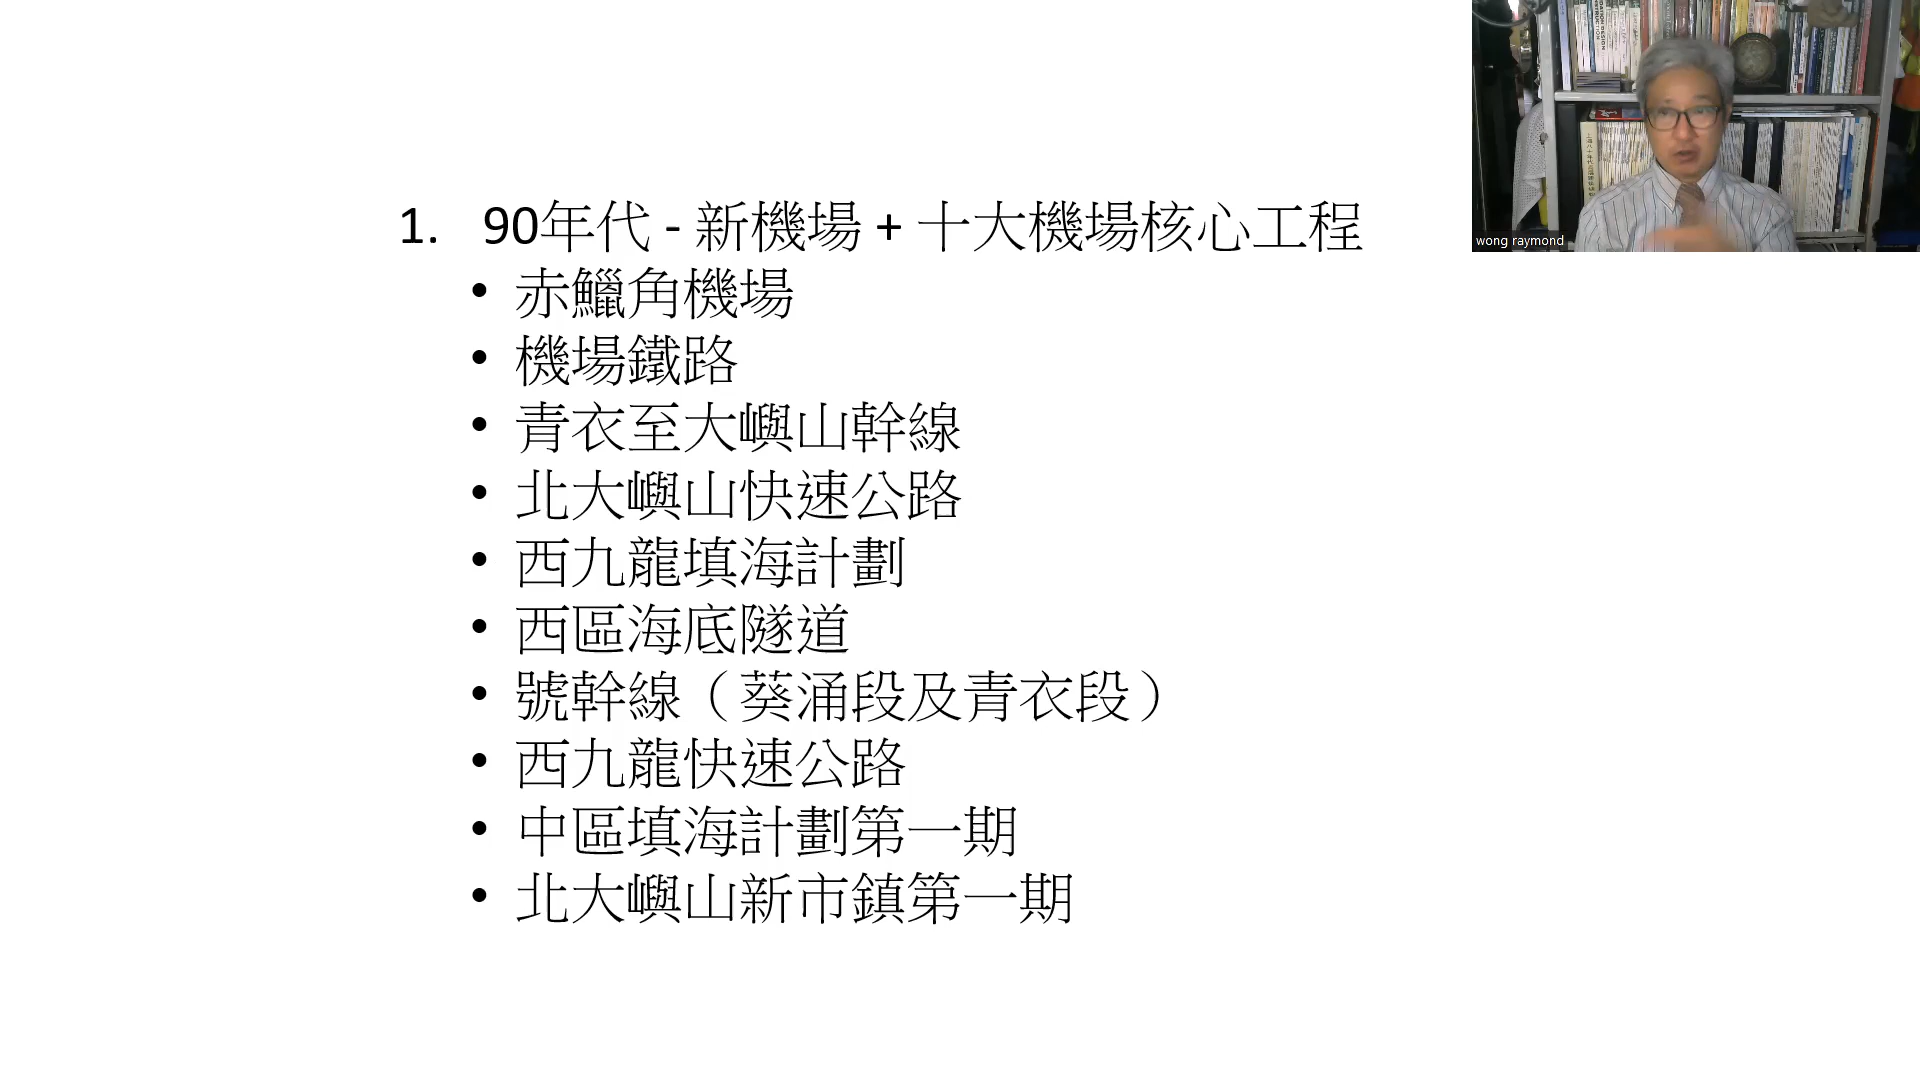 1. 90年代 - 新機場 + 十大機場核心工程
• 赤鱲角機場
• 機場鐵路
• 青衣至大嶼山幹線
• 北大嶼山快速公路
• 西九龍填海計劃
• 西區海底隧道
• 號幹線（葵涌段及青衣段）
• 西九龍快速公路
• 中區填海計劃第一期
• 北大嶼山新市鎮第一期
wong raymond